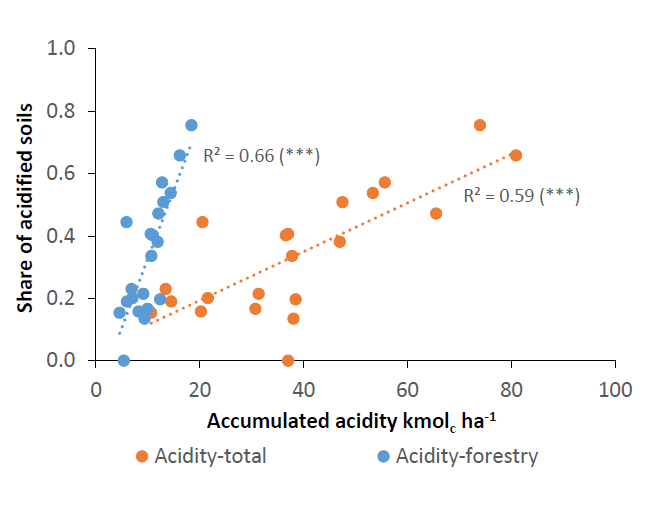 1.0
0.8
0.6
0.4
0.2
0.0
Share of acidified soils
R² = 0.66 (***)
R² = 0.59 (***)
0 20 40 60 80 100
Accumulated acidity kmolc ha-1
Acidity-total Acidity-forestry